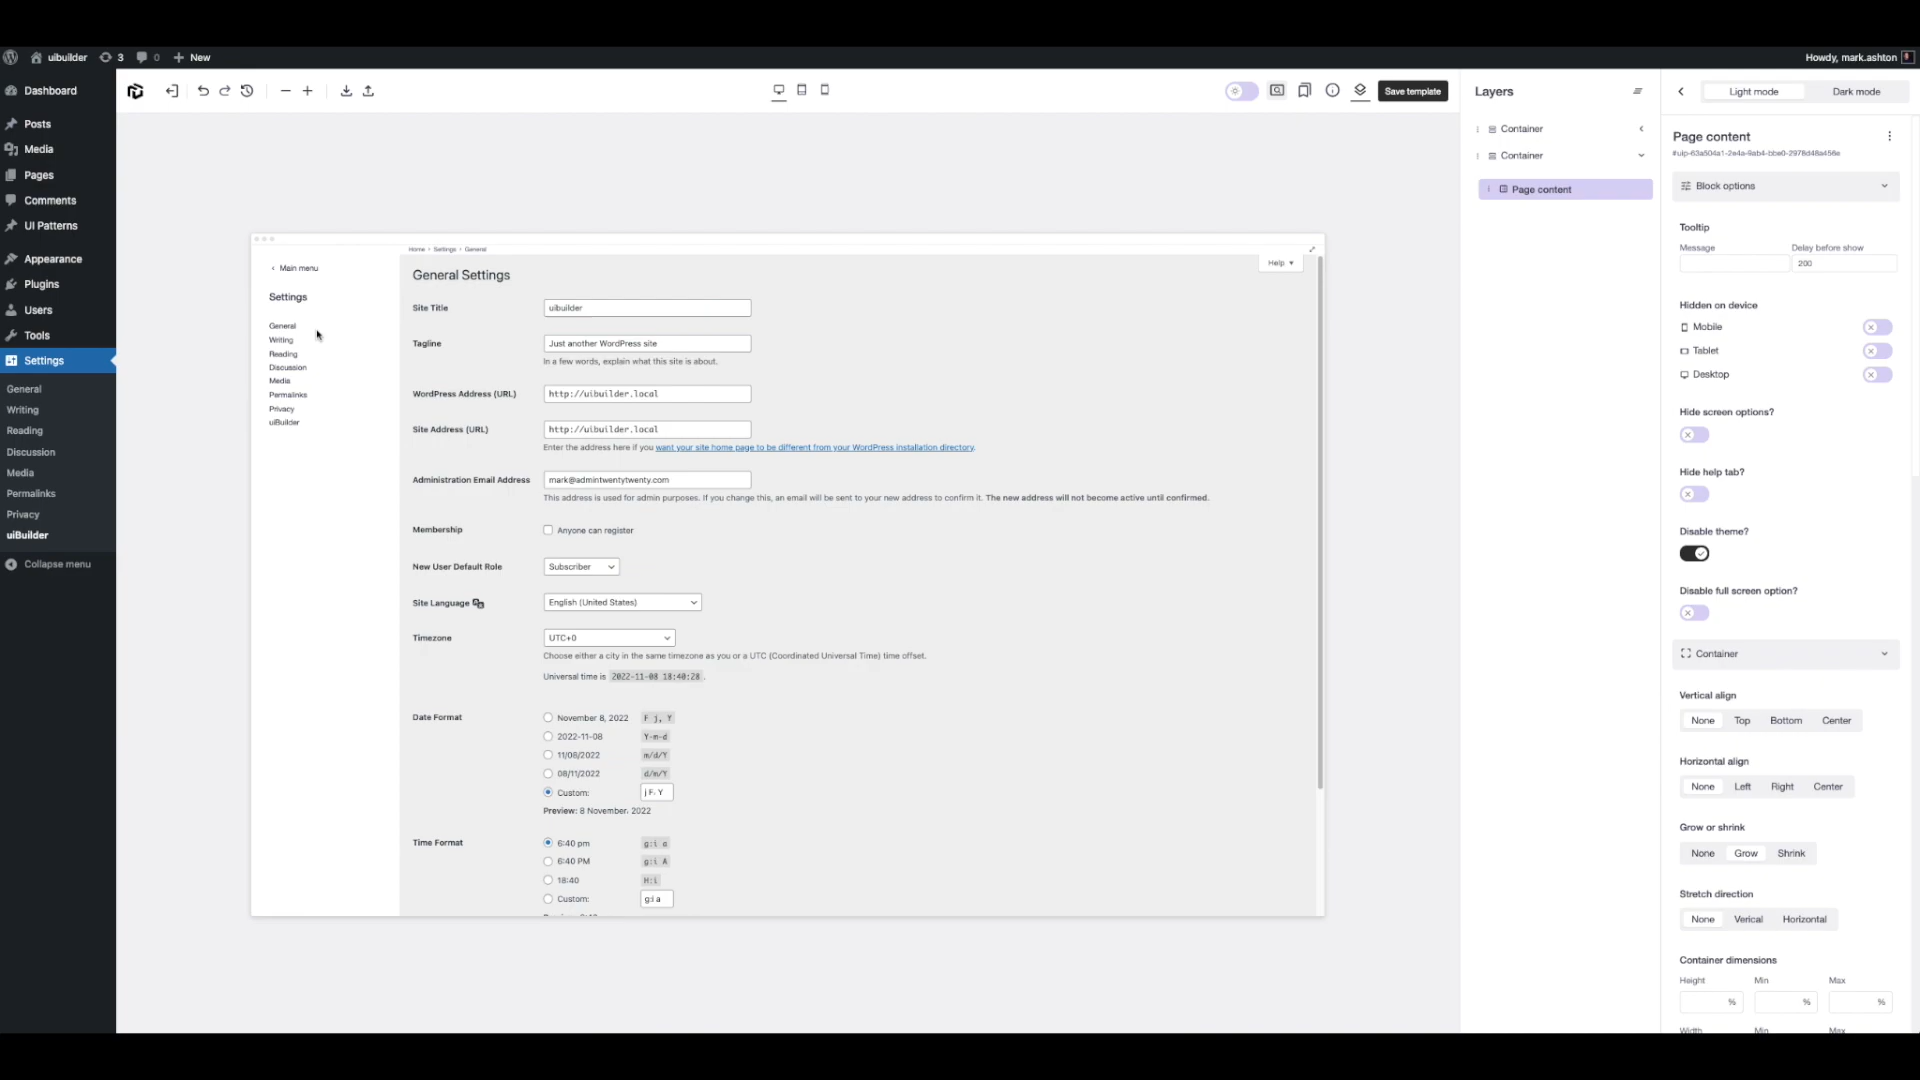 uibuilder 3 0 New
Howdy, mark.ashton
Dashboard
Posts
Media
Pages
Comments
UI Patterns
Appearance
Plugins
Users
Tools
Settings
General
Writing
Reading
Discussion
Media
Permalinks
Privacy
uiBuilder
Collapse menu
Save template
Home Settings General
Main menu
Settings
General
Writing
Reading
Discussion
Media
Permalinks
Privacy
uiBuilder
General Settings
Help
Site Title uibuilder
Tagline Just another WordPress site
In a few words, explain what this site is about.
WordPress Address (URL) http://uibuilder.local
Site Address (URL) http://uibuilder.local
Enter the address here if you want your site home page to be different from your WordPress installation directory.
Administration Email Address mark@admintwentytwenty.com
This address is used for admin purposes. If you change this, an email will be sent to your new address to confirm it. The new address will not become active until confirmed.
Membership Anyone can register
New User Default Role Subscriber
Site Language English (United States)
Timezone UTC+0
Choose either a city in the same timezone as you or a UTC (Coordinated Universal Time) time offset.
Universal time is 2022-11-08 18:40:28 .
Date Format November 8, 2022 F j, Y
2022-11-08 Y-m-d
11/08/2022 m/d/Y
08/11/2022 d/m/Y
Custom: j F, Y
Preview: 8 November, 2022
Time Format 6:40 pm g:i a
6:40 PM g:i A
18:40 H:i
Custom: g:i a
Layers
Container
Container
Page content
Light mode Dark mode
Page content
Block options
Tooltip
Message Delay before show
200
Hidden on device
Mobile
Tablet
Desktop
Hide screen options?
Hide help tab?
Disable theme?
Disable full screen option?
Container
Vertical align
None Top Bottom Center
Horizontal align
None Left Right Center
Grow or shrink
None Grow Shrink
Stretch direction
None Verical Horizontal
Container dimensions
Height Min Max
% % %
Width Min Max